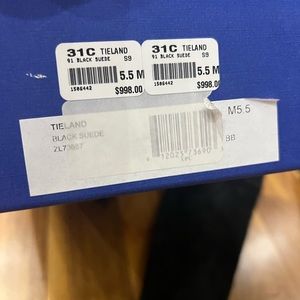 31C TIELAND
91 BLACK SUEDE S9
5.5 M
1586442
$998.00
31C TIELAND
91 BLACK SUEDE S9
5.5 M
1586442
$998.00
TIELAND
BLACK SUEDE
M5.5
BB